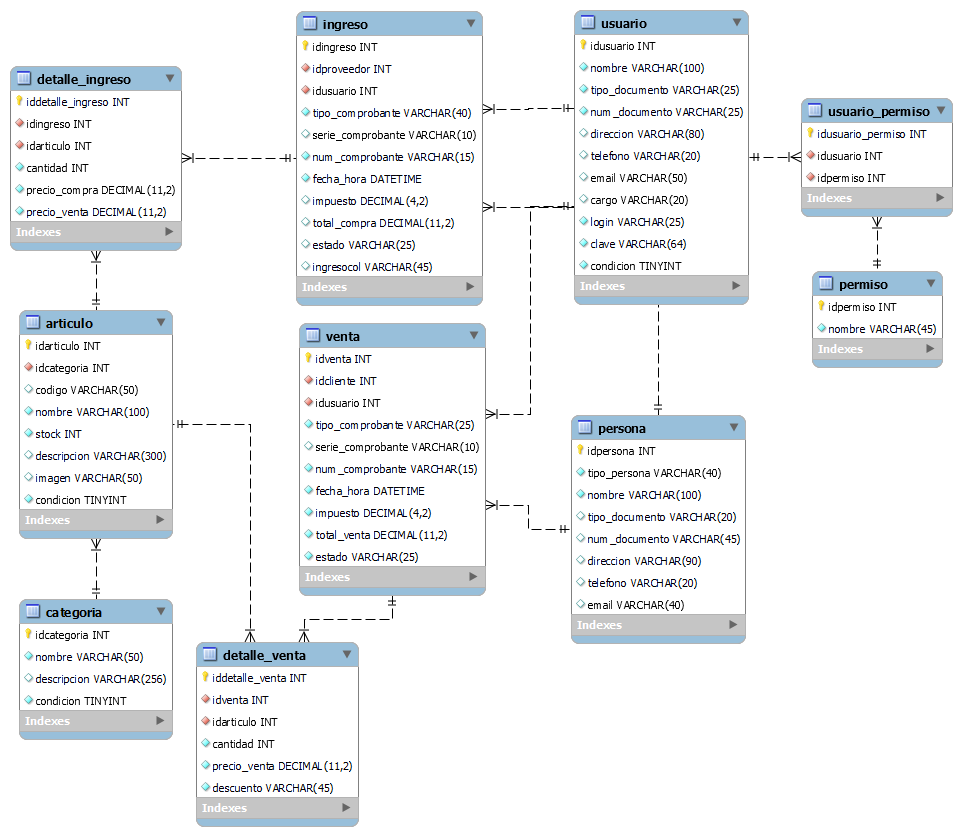 detalle_ingreso
iddetalle_ingreso INT
idingreso INT
idarticulo INT
cantidad INT
precio_compra DECIMAL(11,2)
precio_venta DECIMAL(11,2)
Indexes
ingreso
idingreso INT
idproveedor INT
idusuario INT
tipo_comprobante VARCHAR(40)
serie_comprobante VARCHAR(10)
num_comprobante VARCHAR(15)
fecha_hora DATETIME
impuesto DECIMAL(4,2)
total_compra DECIMAL(11,2)
estado VARCHAR(25)
ingresocol VARCHAR(45)
Indexes
usuario
idusuario INT
nombre VARCHAR(100)
tipo_documento VARCHAR(25)
num_documento VARCHAR(25)
direccion VARCHAR(80)
telefono VARCHAR(20)
email VARCHAR(50)
cargo VARCHAR(20)
login VARCHAR(25)
clave VARCHAR(64)
condicion TINYINT
Indexes
usuario_permiso
idusuario_permiso INT
idusuario INT
idpermiso INT
Indexes
permiso
idpermiso INT
nombre VARCHAR(45)
Indexes
articulo
idarticulo INT
idcategoria INT
codigo VARCHAR(50)
nombre VARCHAR(100)
stock INT
descripcion VARCHAR(300)
imagen VARCHAR(50)
condicion TINYINT
Indexes
venta
idventa INT
idcliente INT
idusuario INT
tipo_comprobante VARCHAR(25)
serie_comprobante VARCHAR(10)
num_comprobante VARCHAR(15)
fecha_hora DATETIME
impuesto DECIMAL(4,2)
total_venta DECIMAL(11,2)
estado VARCHAR(25)
Indexes
persona
idpersona INT
tipo_persona VARCHAR(40)
nombre VARCHAR(100)
tipo_documento VARCHAR(20)
num_documento VARCHAR(45)
direccion VARCHAR(90)
telefono VARCHAR(20)
email VARCHAR(40)
Indexes
categoria
idcategoria INT
nombre VARCHAR(50)
descripcion VARCHAR(256)
condicion TINYINT
Indexes
detalle_venta
iddetalle_venta INT
idventa INT
idarticulo INT
cantidad INT
precio_venta DECIMAL(11,2)
descuento VARCHAR(45)
Indexes